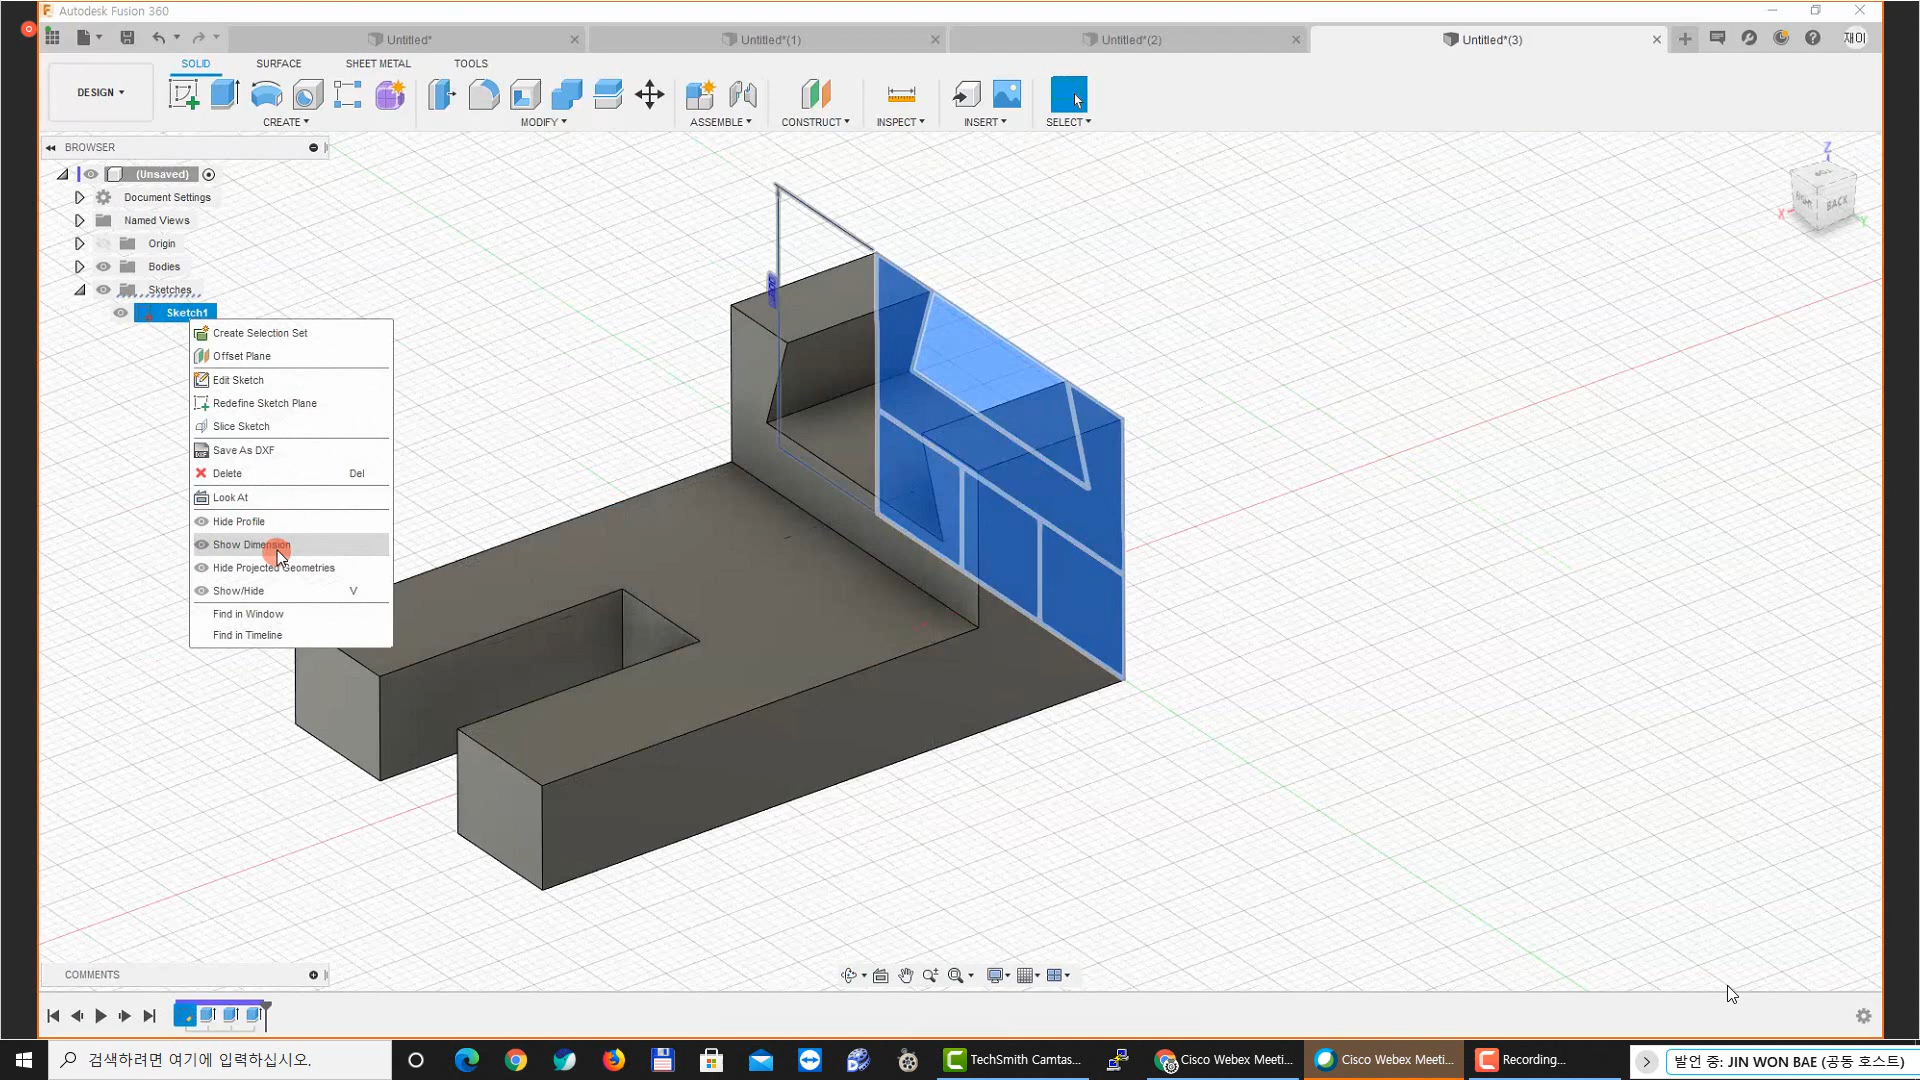 Autodesk Fusion 360
Untitled*
Untitled*(1)
Untitled*(2)
Untitled*(3)
재이
DESIGN
SOLID
SURFACE
SHEET METAL
TOOLS
CREATE
MODIFY
ASSEMBLE
CONSTRUCT
INSPECT
INSERT
SELECT
BROWSER
(Unsaved)
Document Settings
Named Views
Origin
Bodies
Sketches
Sketch1
Create Selection Set
Offset Plane
Edit Sketch
Redefine Sketch Plane
Slice Sketch
Save As DXF
Delete Del
Look At
Hide Profile
Show Dimension
Hide Projected Geometries
Show/Hide V
Find in Window
Find in Timeline
Z
BACK
X
Y
COMMENTS
검색하려면 여기에 입력하십시오.
TechSmith Camtas...
Cisco Webex Meeti...
Cisco Webex Meeti...
Recording...
발언 중: JIN WON BAE (공동 호스트)